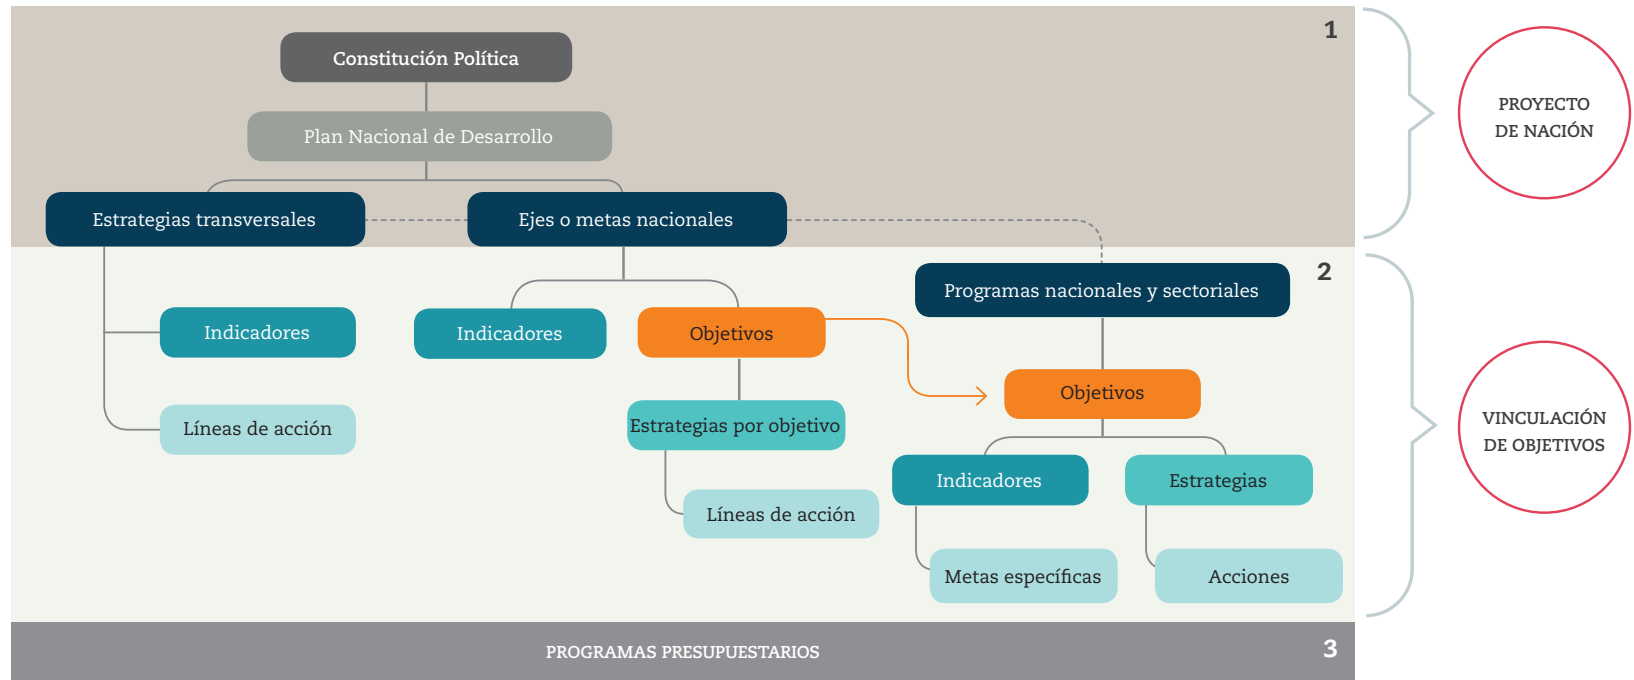 1
Constitución Política
Plan Nacional de Desarrollo
Estrategias transversales
Ejes o metas nacionales
PROYECTO
DE NACIÓN
2
Programas nacionales y sectoriales
Indicadores
Indicadores
Objetivos
Objetivos
Líneas de acción
Estrategias por objetivo
Indicadores
Estrategias
Líneas de acción
Metas específicas
Acciones
VINCULACIÓN
DE OBJETIVOS
PROGRAMAS PRESUPUESTARIOS
3